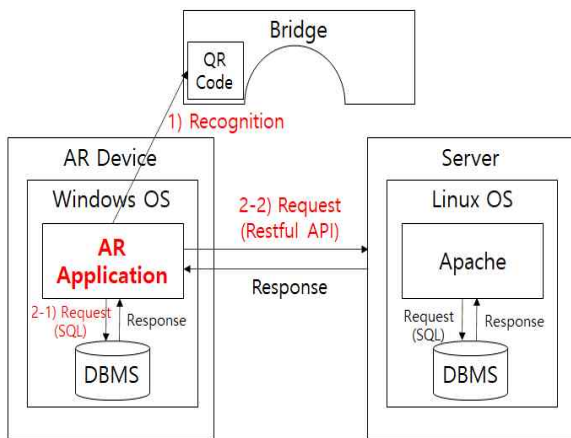 Bridge
QR
Code
1) Recognition
AR Device
Server
Windows OS
Linux OS
2-2) Request
(Restful API)
AR
Application
Apache
Response
2-1) Request
(SQL)
Response
Request
(SQL)
Response
DBMS
DBMS